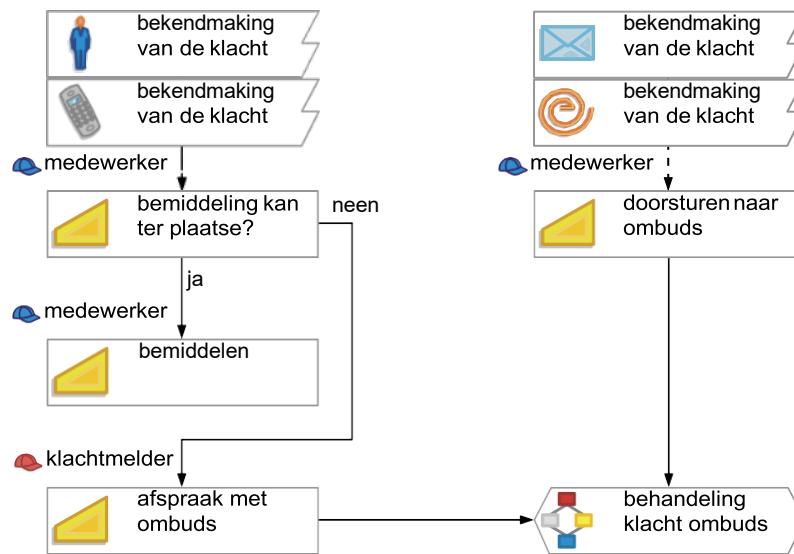 bekendmaking
van de klacht
bekendmaking
van de klacht
medewerker
bemiddeling kan
ter plaatse?
neen
ja
medewerker
bemiddelen
klachtmelder
afspraak met
ombuds
bekendmaking
van de klacht
bekendmaking
van de klacht
medewerker
doorsturen naar
ombuds
behandeling
klacht ombuds